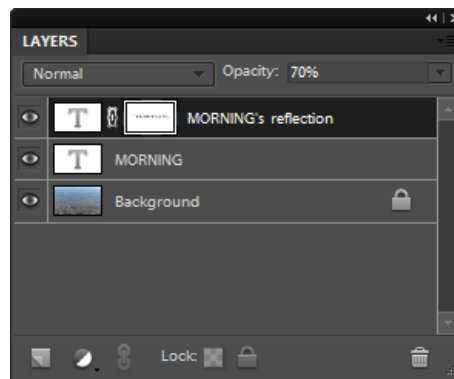 LAYERS
Normal Opacity: 70%
T MORNING's reflection
T MORNING
Background
Lock: